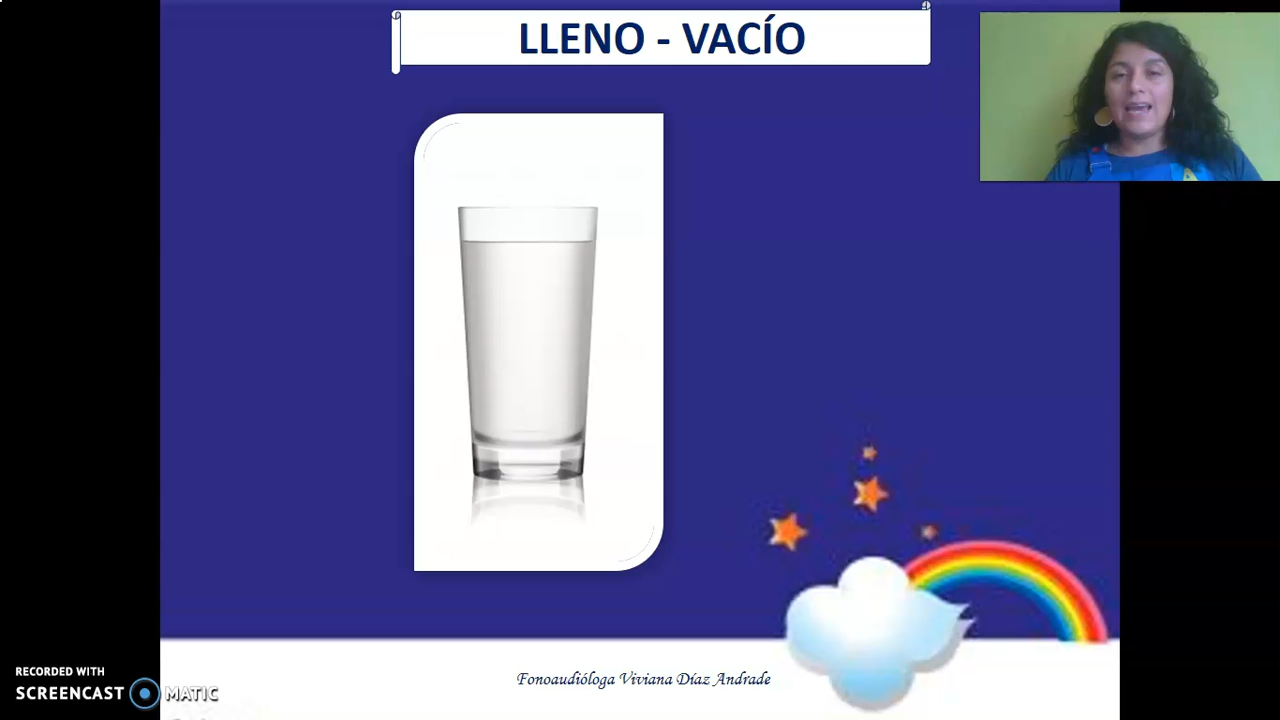 LLENO - VACÍO
Fonoaudióloga Viviana Díaz Andrade
RECORDED WITH
SCREENCAST MATIC